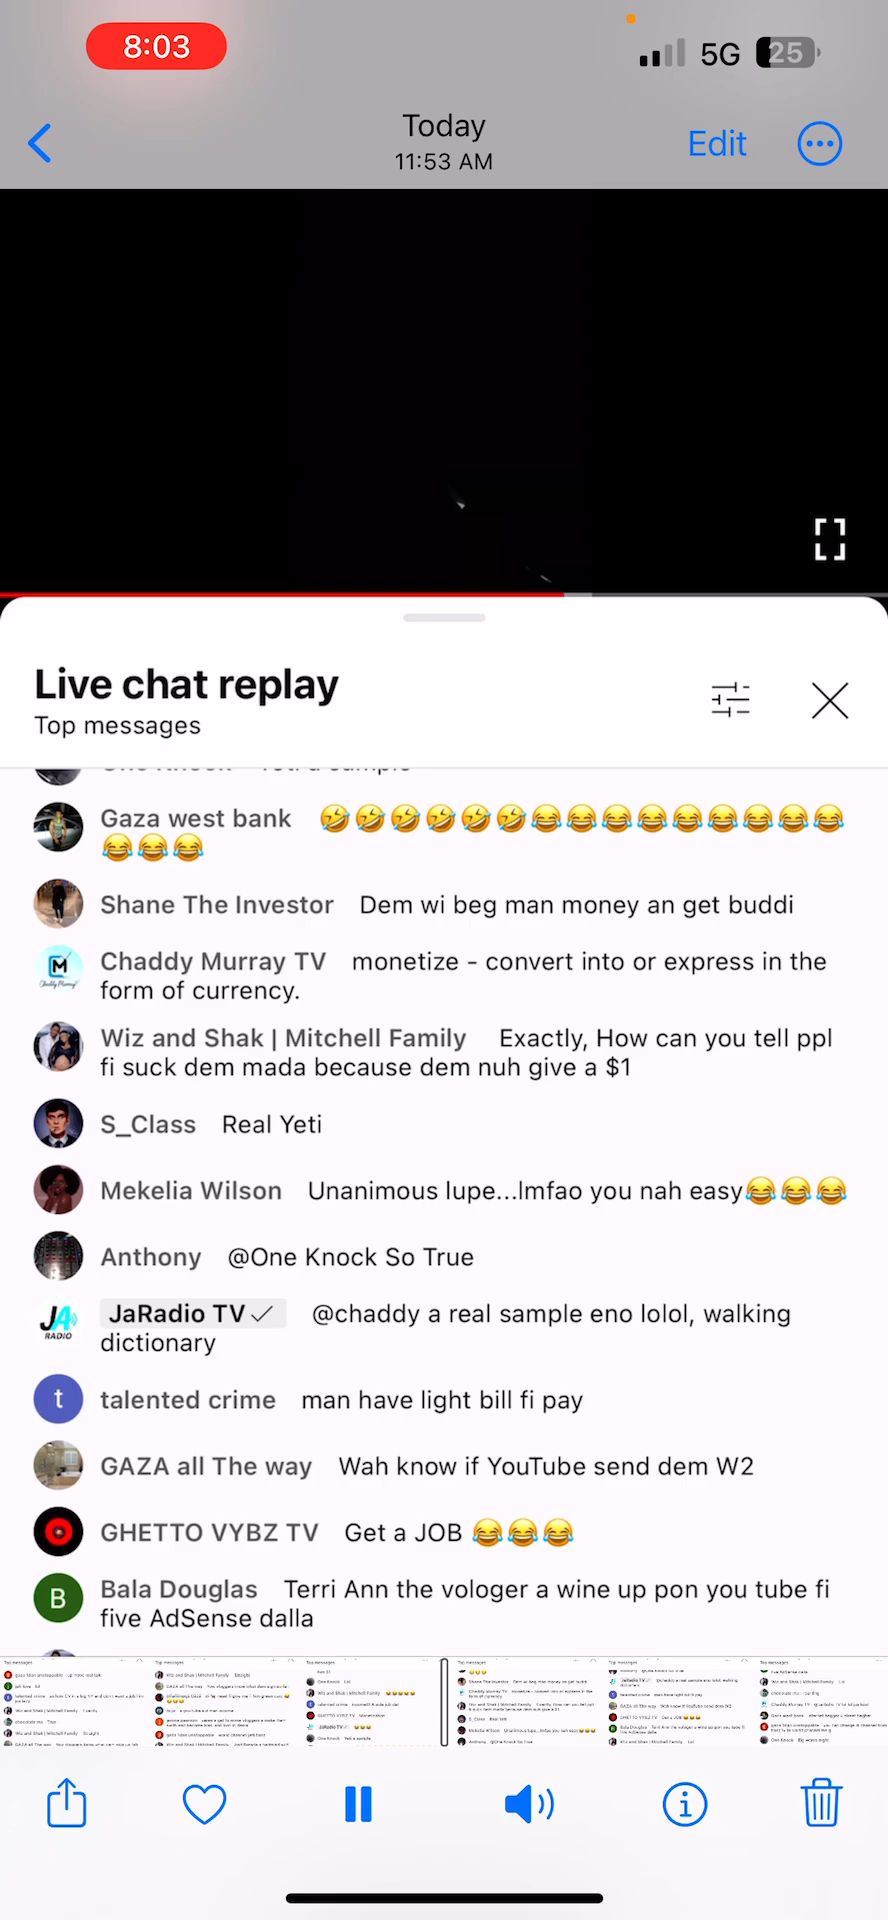 8:03
5G 25
Today
11:53 AM
Edit
Live chat replay
Top messages
Gaza west bank 🤣🤣🤣🤣🤣🤣😂😂😂😂😂😂😂😂😂
😂😂😂
Shane The Investor Dem wi beg man money an get buddi
Chaddy Murray TV monetize - convert into or express in the
form of currency.
Wiz and Shak | Mitchell Family Exactly, How can you tell ppl
fi suck dem mada because dem nuh give a $1
S_Class Real Yeti
Mekelia Wilson Unanimous lupe...lmfao you nah easy😂😂😂
Anthony @One Knock So True
JA
RADIO
JaRadio TV✓ @chaddy a real sample eno lolol, walking
dictionary
t
talented crime man have light bill fi pay
GAZA all The way Wah know if YouTube send dem W2
GHETTO VYBZ TV Get a JOB 😂😂😂
B
Bala Douglas Terri Ann the vologer a wine up pon you tube fi
five AdSense dalla